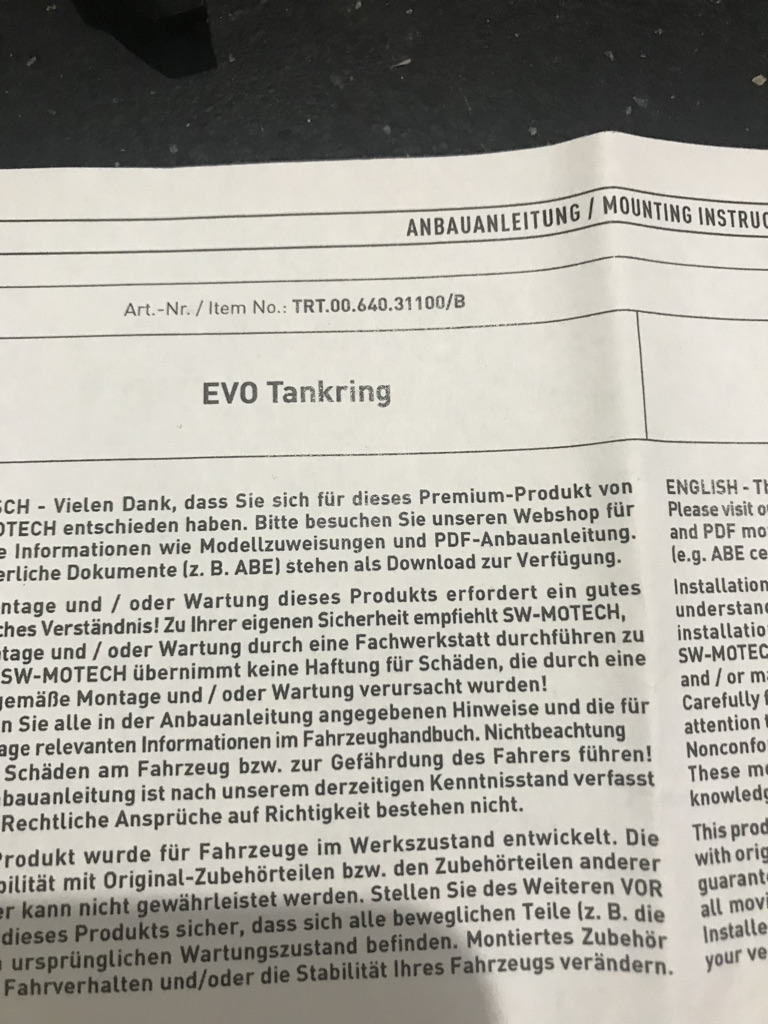 ANBAUANLEITUNG / MOUNTING INSTRUC
Art.-Nr. / Item No.: TRT.00.640.31100/B
EVO Tankring
SCH - Vielen Dank, dass Sie sich für dieses Premium-Produkt von
OTECH entschieden haben. Bitte besuchen Sie unseren Webshop für
e Informationen wie Modellzuweisungen und PDF-Anbauanleitung.
erliche Dokumente (z. B. ABE) stehen als Download zur Verfügung.
ntage und / oder Wartung dieses Produkts erfordert ein gutes
ches Verständnis! Zu Ihrer eigenen Sicherheit empfiehlt SW-MOTECH,
tage und / oder Wartung durch eine Fachwerkstatt durchführen zu
SW-MOTECH übernimmt keine Haftung für Schäden, die durch eine
gemäße Montage und / oder Wartung verursacht wurden!
n Sie alle in der Anbauanleitung angegebenen Hinweise und die für
age relevanten Informationen im Fahrzeughandbuch. Nichtbeachtung
Schäden am Fahrzeug bzw. zur Gefährdung des Fahrers führen!
bauanleitung ist nach unserem derzeitigen Kenntnisstand verfasst
Rechtliche Ansprüche auf Richtigkeit bestehen nicht.
Produkt wurde für Fahrzeuge im Werkszustand entwickelt. Die
bilität mit Original-Zubehörteilen bzw. den Zubehörteilen anderer
er kann nicht gewährleistet werden. Stellen Sie des Weiteren VOR
dieses Produkts sicher, dass sich alle beweglichen Teile (z. B. die
ursprünglichen Wartungszustand befinden. Montiertes Zubehör
Fahrverhalten und/oder die Stabilität Ihres Fahrzeugs verändern.
ENGLISH - Th
Please visit o
and PDF mo
(e.g. ABE ce
Installation
understand
installatio
SW-MOTEC
and / or ma
Carefully f
attention t
Nonconfo
These mo
knowledg
This prod
with orig
guarant
all movi
Installe
your ve